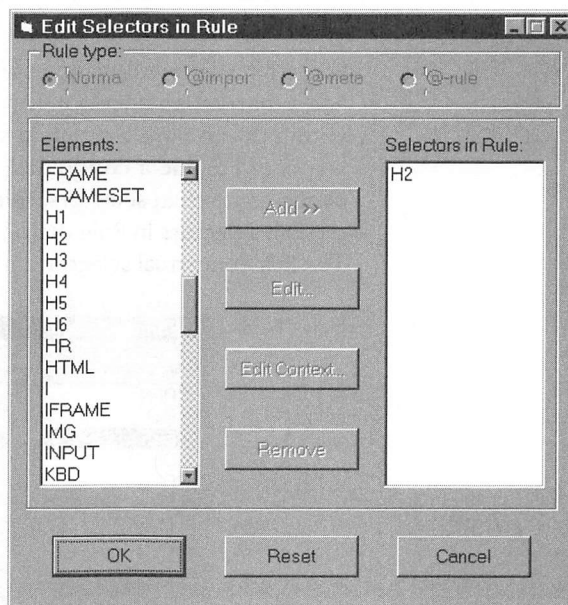 Edit Selectors in Rule
Rule type:
Norma @impor @meta @-rule
Elements:
FRAME
FRAMESET
H1
H2
H3
H4
H5
H6
HR
HTML
I
IFRAME
IMG
INPUT
KBD
Add >>
Edit...
Edit Context...
Remove
Selectors in Rule:
H2
OK Reset Cancel